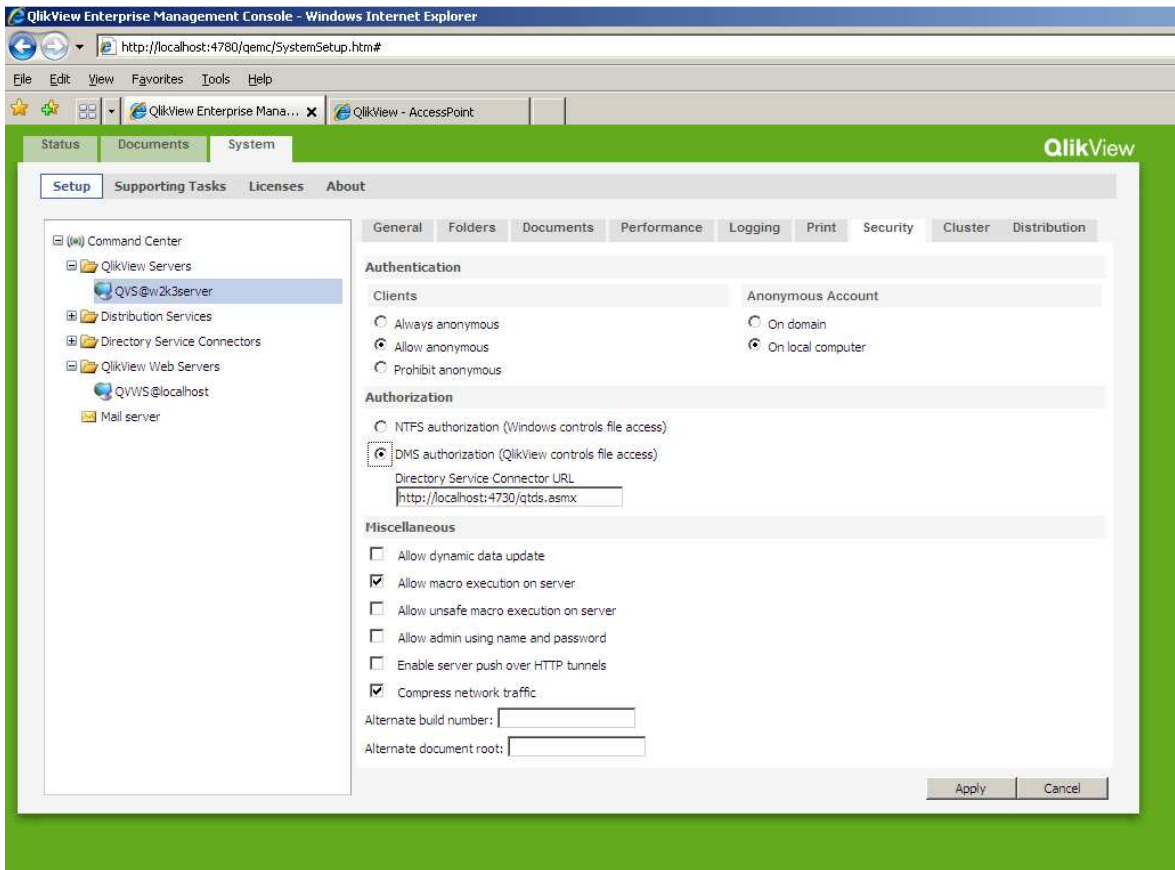 QlikView Enterprise Management Console - Windows Internet Explorer
http://localhost:4780/qemc/SystemSetup.htm#
File Edit View Favorites Tools Help
QlikView Enterprise Mana... QlikView - AccessPoint
Status Documents System
QlikView
Setup Supporting Tasks Licenses About
Command Center
QlikView Servers
QVS@w2k3server
Distribution Services
Directory Service Connectors
QlikView Web Servers
QVWS@localhost
Mail server
General Folders Documents Performance Logging Print Security Cluster Distribution
Authentication
Clients
Always anonymous
Allow anonymous
Prohibit anonymous
Anonymous Account
On domain
On local computer
Authorization
NTFS authorization (Windows controls file access)
DMS authorization (QlikView controls file access)
Directory Service Connector URL
http://localhost:4730/qtds.asmx
Miscellaneous
Allow dynamic data update
Allow macro execution on server
Allow unsafe macro execution on server
Allow admin using name and password
Enable server push over HTTP tunnels
Compress network traffic
Alternate build number:
Alternate document root:
Apply Cancel